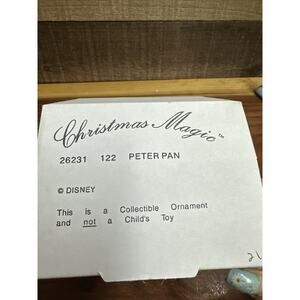 Christmas Magic™
26231 122 PETER PAN
© DISNEY
This is a Collectible Ornament
and not a Child's Toy